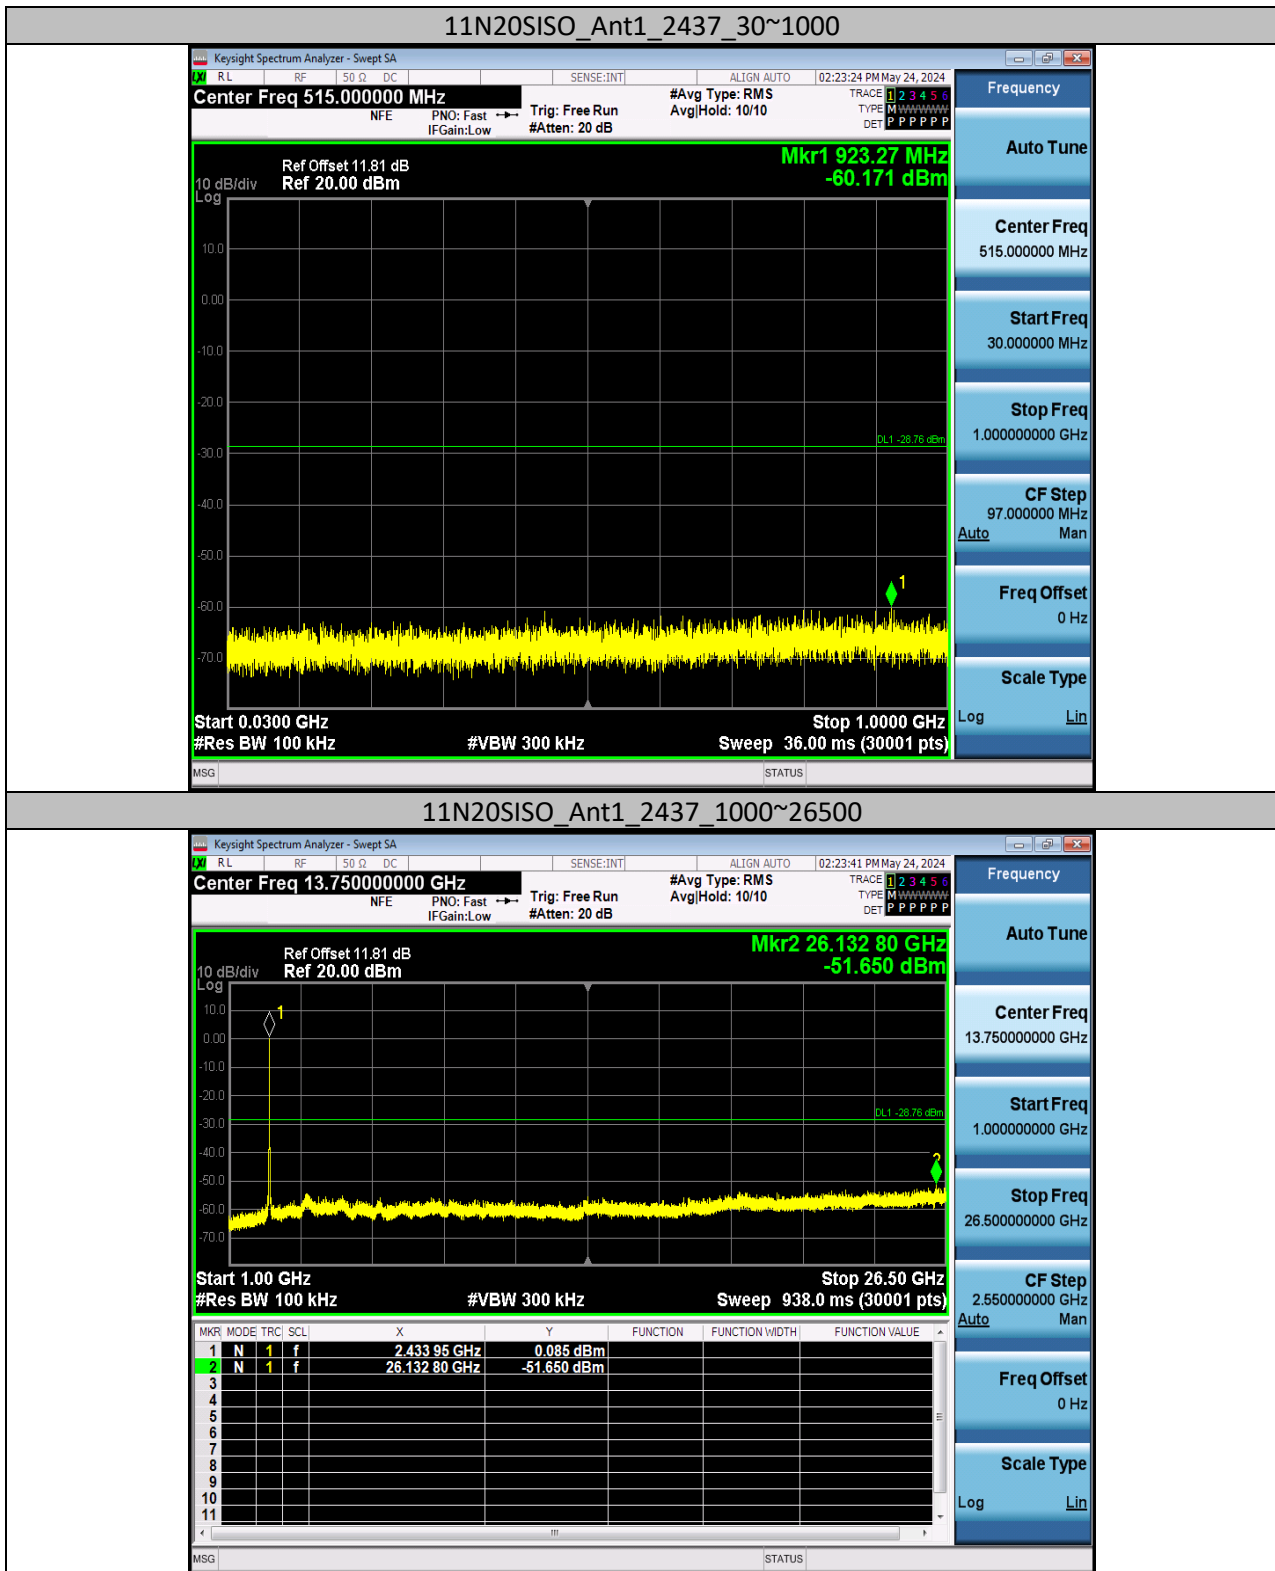 11N20SISO_Ant1_2437_30~1000
Keysight Spectrum Analyzer - Swept SA
LXI RL RF 50 Ω DC SENSE:INT ALIGN AUTO 02:23:24 PM May 24, 2024
Center Freq 515.000000 MHz
NFE PNO: Fast IFGain:Low
Trig: Free Run
#Atten: 20 dB
#Avg Type: RMS
Avg|Hold: 10/10
TRACE 1 2 3 4 5 6
TYPE M WWWWW
DET P P P P P P
Ref Offset 11.81 dB
Ref 20.00 dBm
10 dB/div
Log
Mkr1 923.27 MHz
-60.171 dBm
10.0
0.00
-10.0
-20.0
DL1 -28.76 dBm
-30.0
-40.0
-50.0
1
-60.0
-70.0
Start 0.0300 GHz Stop 1.0000 GHz
#Res BW 100 kHz #VBW 300 kHz Sweep 36.00 ms (30001 pts)
MSG STATUS
Frequency
Auto Tune
Center Freq
515.000000 MHz
Start Freq
30.000000 MHz
Stop Freq
1.000000000 GHz
CF Step
97.000000 MHz
Auto Man
Freq Offset
0 Hz
Scale Type
Log Lin
11N20SISO_Ant1_2437_1000~26500
Keysight Spectrum Analyzer - Swept SA
LXI RL RF 50 Ω DC SENSE:INT ALIGN AUTO 02:23:41 PM May 24, 2024
Center Freq 13.750000000 GHz
NFE PNO: Fast IFGain:Low
Trig: Free Run
#Atten: 20 dB
#Avg Type: RMS
Avg|Hold: 10/10
TRACE 1 2 3 4 5 6
TYPE M WWWWW
DET P P P P P P
Ref Offset 11.81 dB
Ref 20.00 dBm
10 dB/div
Log
Mkr2 26.132 80 GHz
-51.650 dBm
10.0
1
0.00
-10.0
-20.0
DL1 -28.76 dBm
-30.0
-40.0
2
-50.0
-60.0
-70.0
Start 1.00 GHz Stop 26.50 GHz
#Res BW 100 kHz #VBW 300 kHz Sweep 938.0 ms (30001 pts)
MKR MODE TRC SCL X Y FUNCTION FUNCTION WIDTH FUNCTION VALUE
1 N 1 f 2.433 95 GHz 0.085 dBm
2 N 1 f 26.132 80 GHz -51.650 dBm
3
4
5
6
7
8
9
10
11
MSG STATUS
Frequency
Auto Tune
Center Freq
13.750000000 GHz
Start Freq
1.000000000 GHz
Stop Freq
26.500000000 GHz
CF Step
2.550000000 GHz
Auto Man
Freq Offset
0 Hz
Scale Type
Log Lin